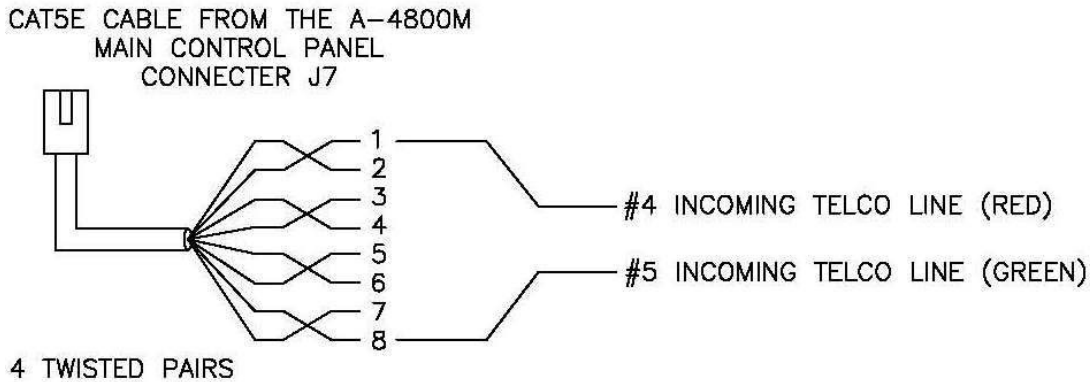 CAT5E CABLE FROM THE A-4800M
MAIN CONTROL PANEL
CONNECTER J7
1
2
3
4
5
6
7
8
#4 INCOMING TELCO LINE (RED)
#5 INCOMING TELCO LINE (GREEN)
4 TWISTED PAIRS